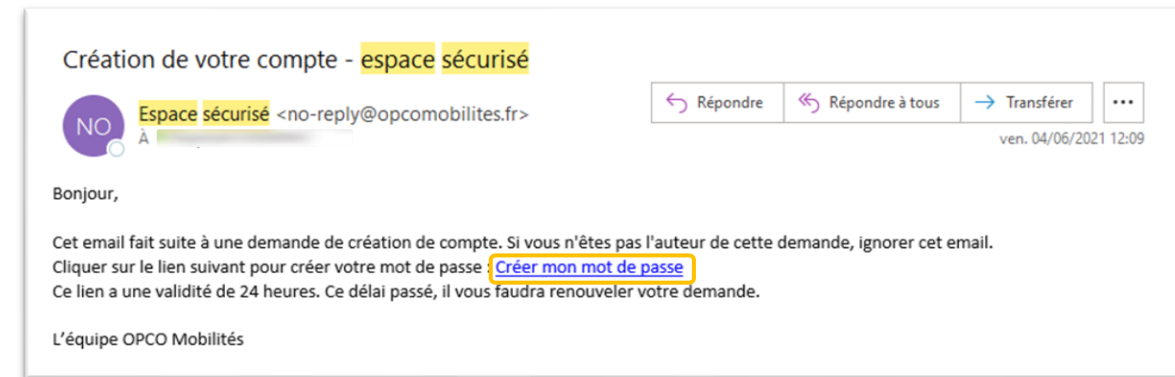 Création de votre compte - espace sécurisé
NO
Espace sécurisé <no-reply@opcomobilites.fr>
À
Répondre
Répondre à tous
Transférer
ven. 04/06/2021 12:09
Bonjour,
Cet email fait suite à une demande de création de compte. Si vous n'êtes pas l'auteur de cette demande, ignorer cet email.
Cliquer sur le lien suivant pour créer votre mot de passe : Créer mon mot de passe
Ce lien a une validité de 24 heures. Ce délai passé, il vous faudra renouveler votre demande.
L'équipe OPCO Mobilités